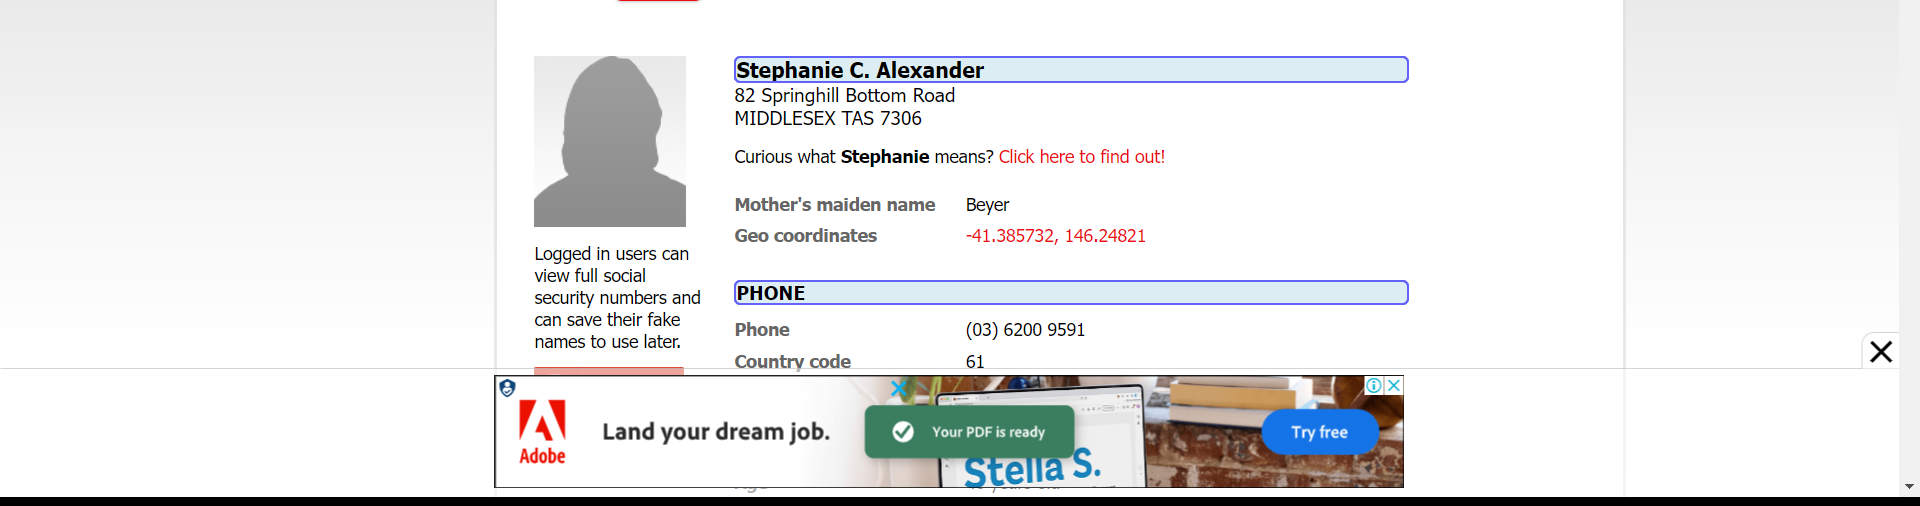 Stephanie C. Alexander
82 Springhill Bottom Road
MIDDLESEX TAS 7306
Curious what Stephanie means? Click here to find out!
Mother's maiden name Beyer
Geo coordinates -41.385732, 146.24821
Logged in users can
view full social
security numbers and
can save their fake
names to use later.
PHONE
Phone (03) 6200 9591
Country code 61
Adobe
Land your dream job.
Your PDF is ready
Stella S.
Try free